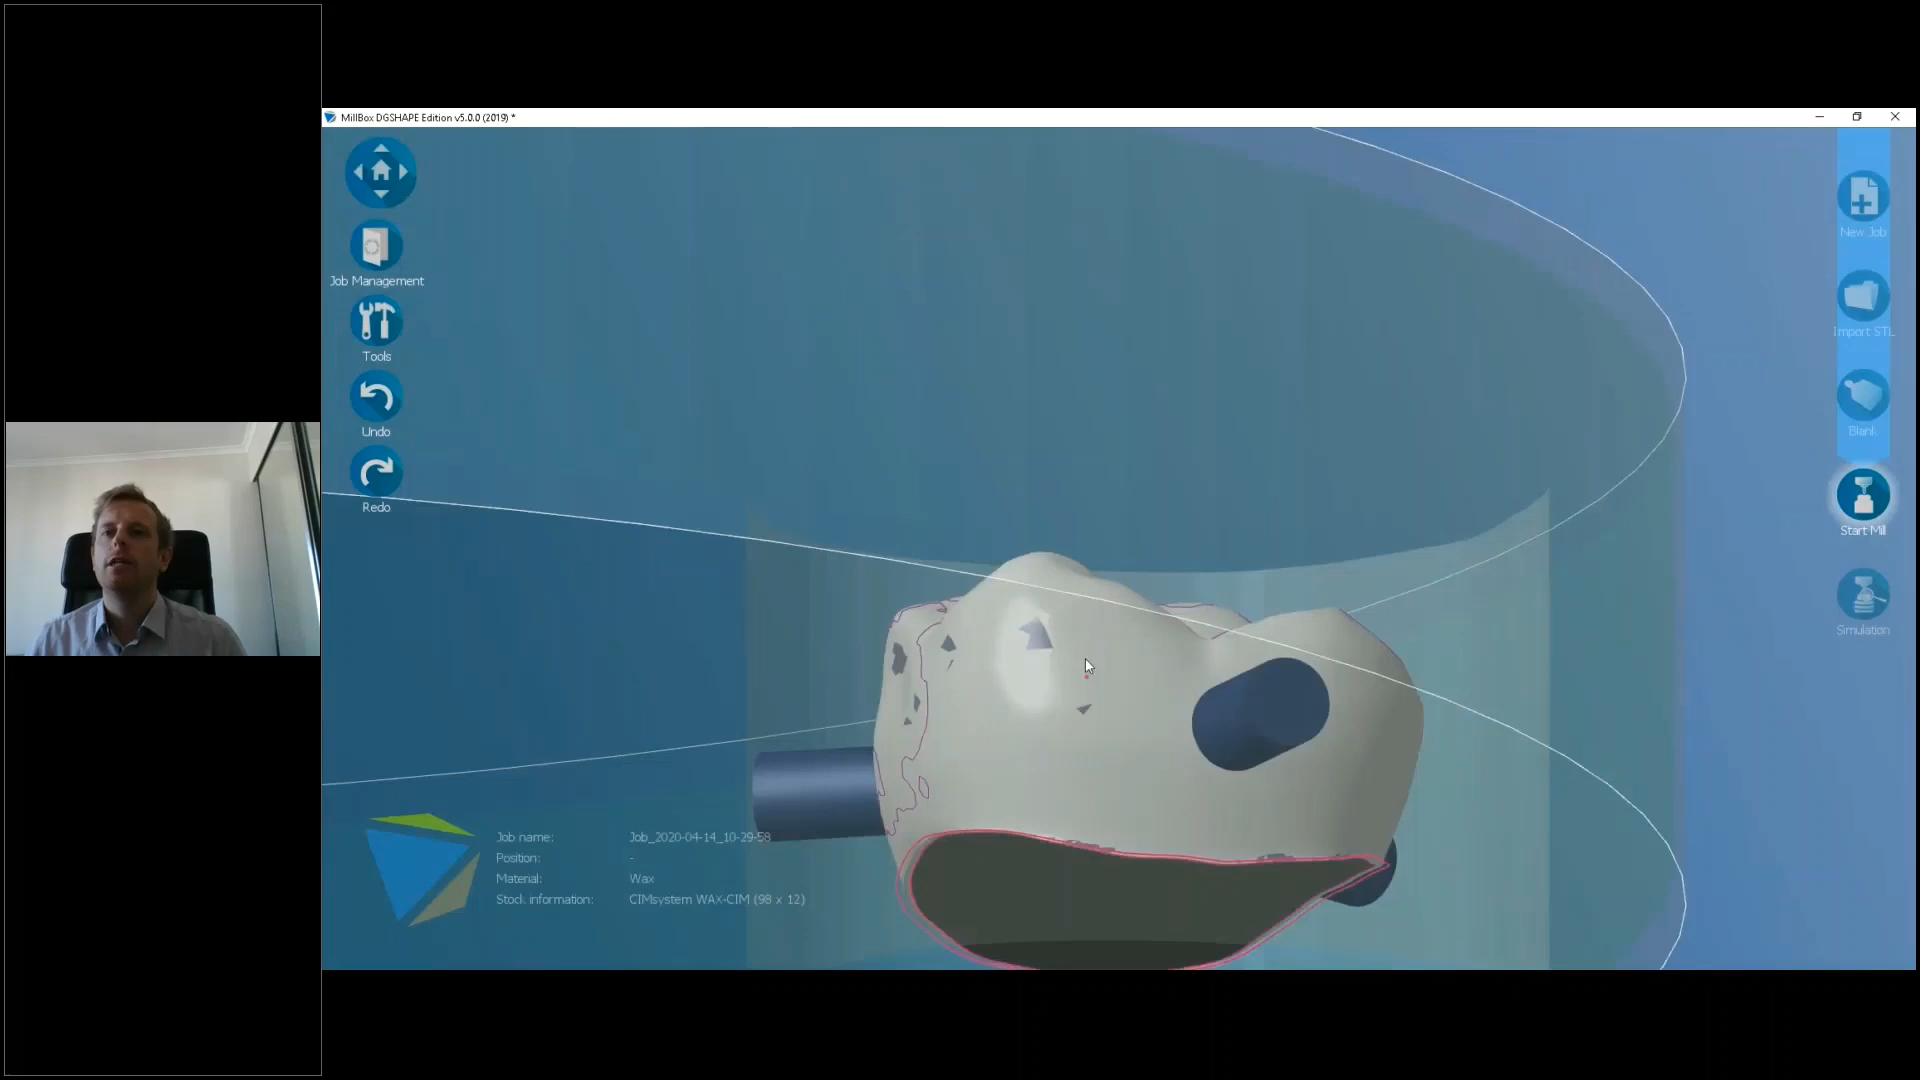 MillBox DGSHAPE Edition v5.0.0 (2019) *
Job Management
Tools
Undo
Redo
New Job
Import STL
Blank
Start Mill
Simulation
Job name: Job_2020-04-14_10-29-58
Position: -
Material: Wax
Stock information: CIMsystem WAX-CIM (98 x 12)